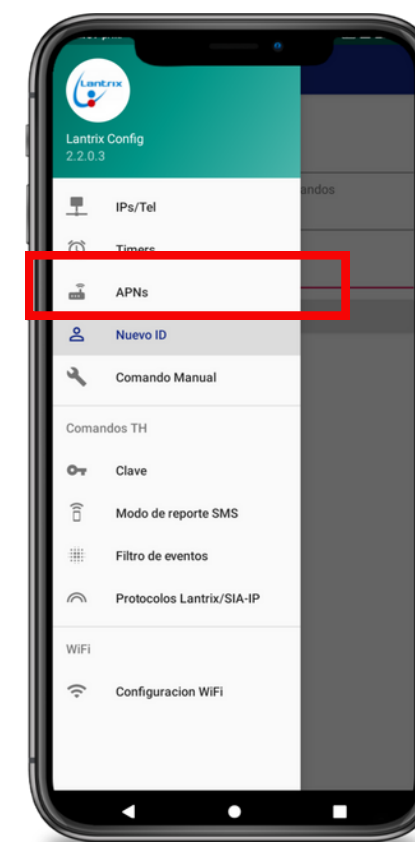 Lantrix
Lantrix Config
2.2.0.3
andos
IPs/Tel
Timers
APNs
Nuevo ID
Comando Manual
Comandos TH
Clave
Modo de reporte SMS
Filtro de eventos
Protocolos Lantrix/SIA-IP
WiFi
Configuracion WiFi